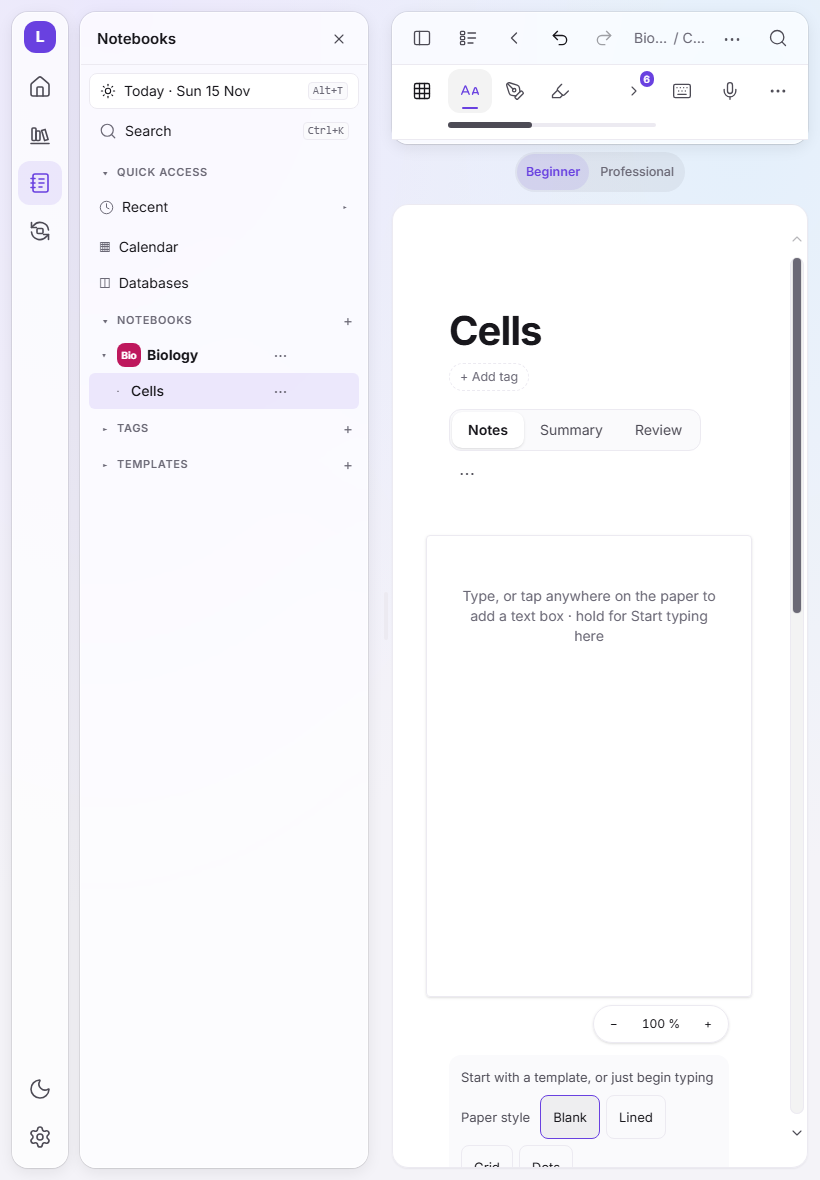 L
Notebooks
Today · Sun 15 Nov Alt+T
Search Ctrl+K
QUICK ACCESS
Recent
Calendar
Databases
NOTEBOOKS +
Bio Biology ...
Cells ...
TAGS +
TEMPLATES +
Bio... / C... ...
AA 6 ...
Beginner Professional
Cells
+ Add tag
Notes Summary Review
...
Type, or tap anywhere on the paper to
add a text box · hold for Start typing
here
− 100 % +
Start with a template, or just begin typing
Paper style Blank Lined
Grid Dots